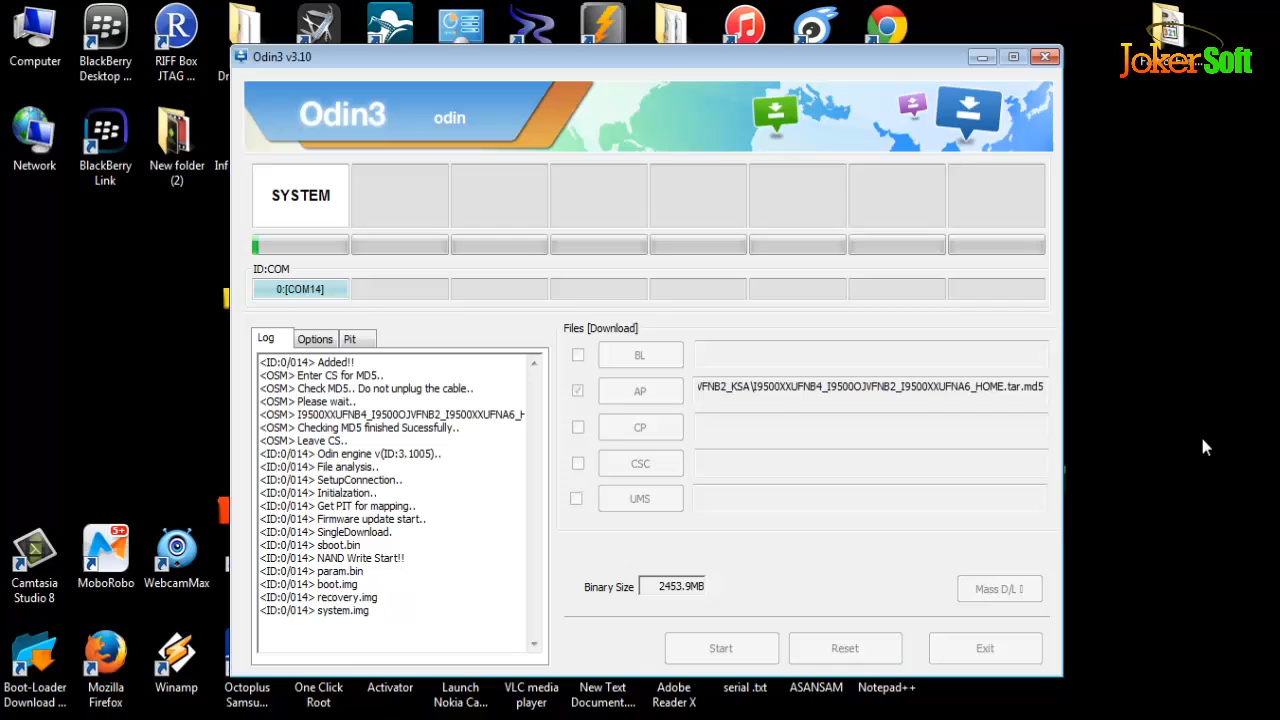 Computer
BlackBerry
Desktop ...
RIFF Box
JTAG ...
JokerSoft
Network
BlackBerry
Link
New folder
(2)
Odin3 v3.10
Odin3
odin
SYSTEM
ID:COM
0:[COM14]
Log
Options
Pit
<ID:0/014> Added!!
<OSM> Enter CS for MD5..
<OSM> Check MD5.. Do not unplug the cable..
<OSM> Please wait..
<OSM> I9500XXUFNB4_I9500OJVFNB2_I9500XXUFNA6_H
<OSM> Checking MD5 finished Sucessfully..
<OSM> Leave CS..
<ID:0/014> Odin engine v(ID:3.1005)..
<ID:0/014> File analysis..
<ID:0/014> SetupConnection..
<ID:0/014> Initialzation..
<ID:0/014> Get PIT for mapping..
<ID:0/014> Firmware update start..
<ID:0/014> SingleDownload.
<ID:0/014> sboot.bin
<ID:0/014> NAND Write Start!!
<ID:0/014> param.bin
<ID:0/014> boot.img
<ID:0/014> recovery.img
<ID:0/014> system.img
Files [Download]
BL
AP
VFNB2_KSA\I9500XXUFNB4_I9500OJVFNB2_I9500XXUFNA6_HOME.tar.md5
CP
CSC
UMS
Binary Size
2453.9MB
Mass D/L
Start
Reset
Exit
Camtasia
Studio 8
5+
MoboRobo
WebcamMax
Boot-Loader
Download ...
Mozilla
Firefox
Winamp
Octoplus
Samsu...
One Click
Root
Activator
Launch
Nokia Ca...
VLC media
player
New Text
Document....
Adobe
Reader X
serial .txt
ASANSAM
Notepad++